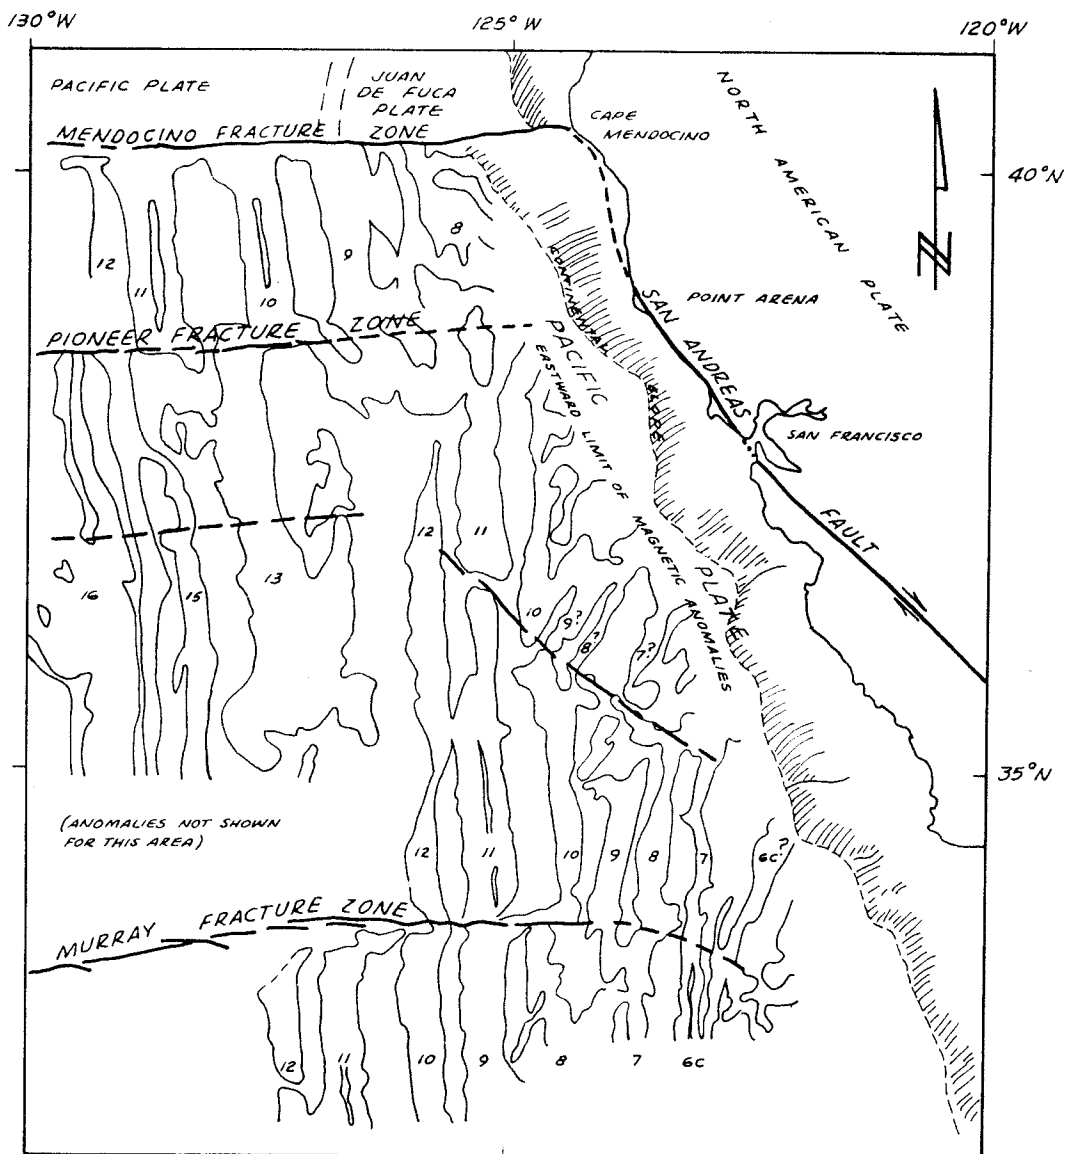 130°W
125°W
120°W
PACIFIC PLATE
JUAN
DE FUCA
PLATE
MENDOCINO FRACTURE ZONE
CAPE
MENDOCINO
NORTH AMERICAN PLATE
40°N
N
12
11
10
9
8
CONTINENTAL SLOPE
POINT ARENA
PIONEER FRACTURE ZONE
SAN ANDREAS FAULT
PACIFIC PLATE
EASTWARD LIMIT OF MAGNETIC ANOMALIES
SAN FRANCISCO
12
11
16
15
13
10
9?
8?
7?
35°N
(ANOMALIES NOT SHOWN
FOR THIS AREA)
12
11
10
9
8
7
6C?
MURRAY FRACTURE ZONE
12
11
10
9
8
7
6C